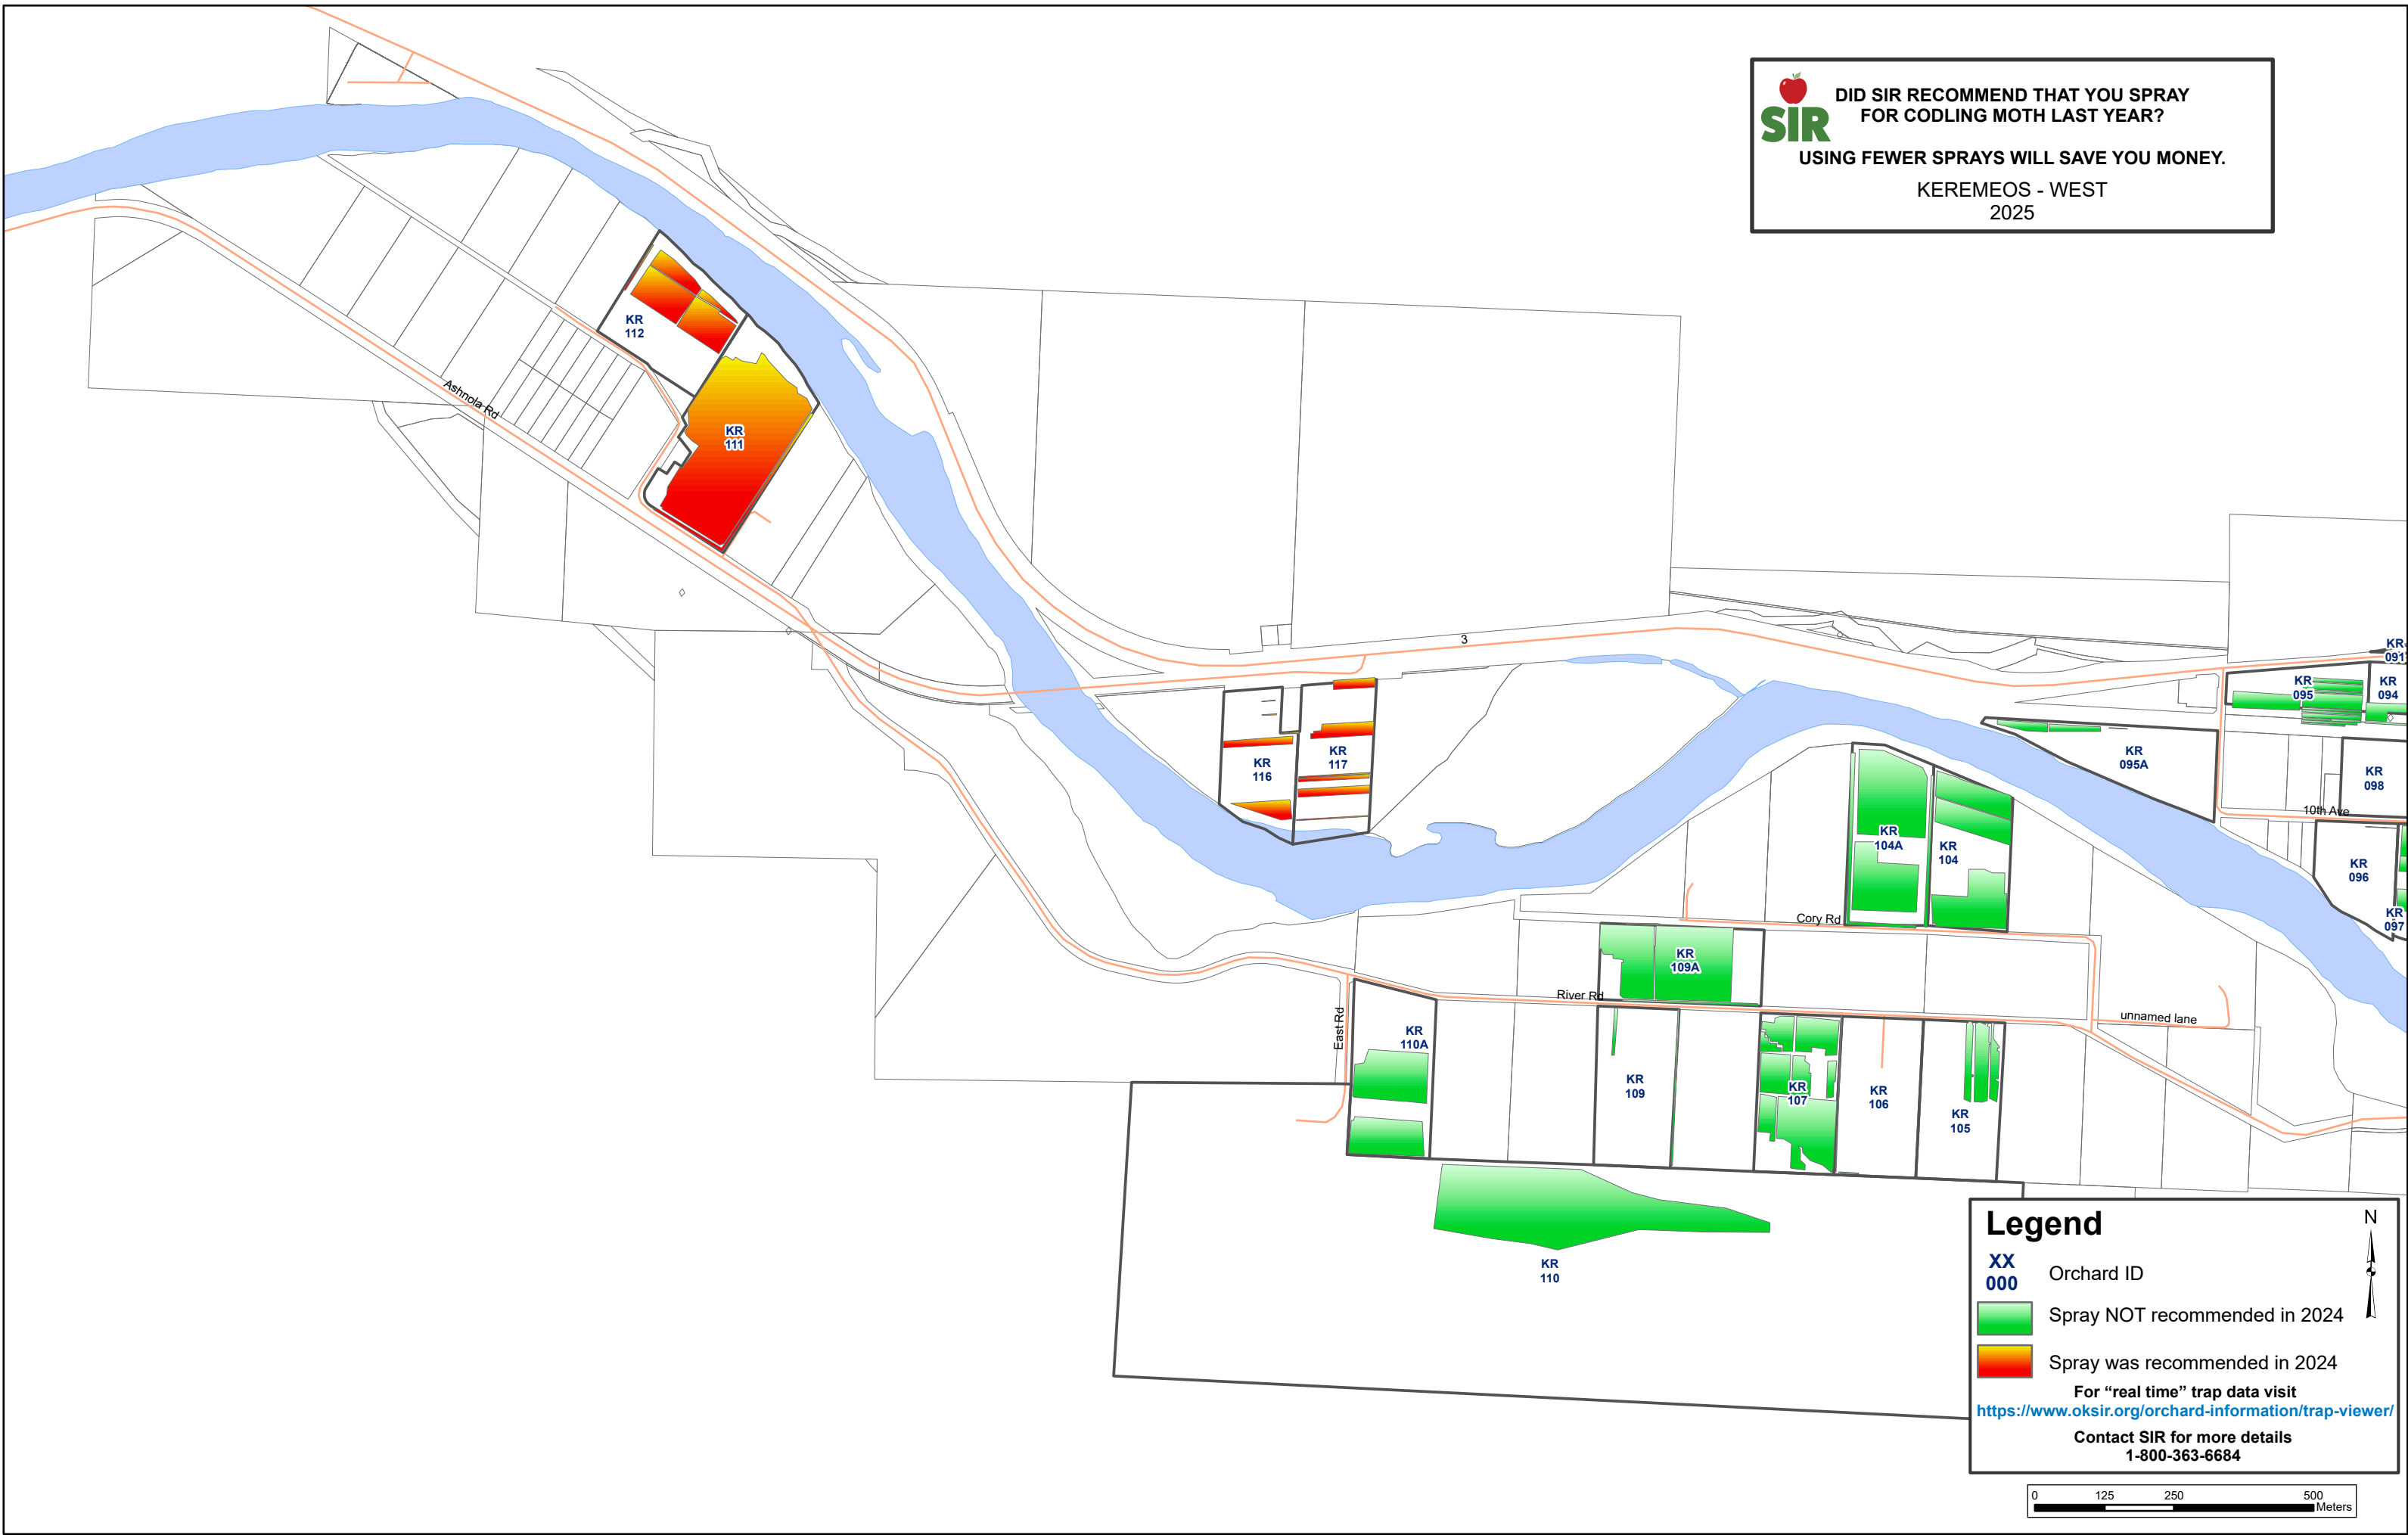 SIR
DID SIR RECOMMEND THAT YOU SPRAY
FOR CODLING MOTH LAST YEAR?
USING FEWER SPRAYS WILL SAVE YOU MONEY.
KEREMEOS - WEST
2025
KR
112
Ashnola Rd
KR
111
3
KR
091
KR
095
KR
094
KR
116
KR
117
KR
095A
KR
098
10th Ave
KR
104A
KR
104
KR
096
KR
097
Cory Rd
KR
109A
River Rd
East Rd
unnamed lane
KR
110A
KR
109
KR
107
KR
106
KR
105
KR
110
Legend
N
XX
000
Orchard ID
Spray NOT recommended in 2024
Spray was recommended in 2024
For “real time” trap data visit
https://www.oksir.org/orchard-information/trap-viewer/
Contact SIR for more details
1-800-363-6684
0 125 250 500
Meters